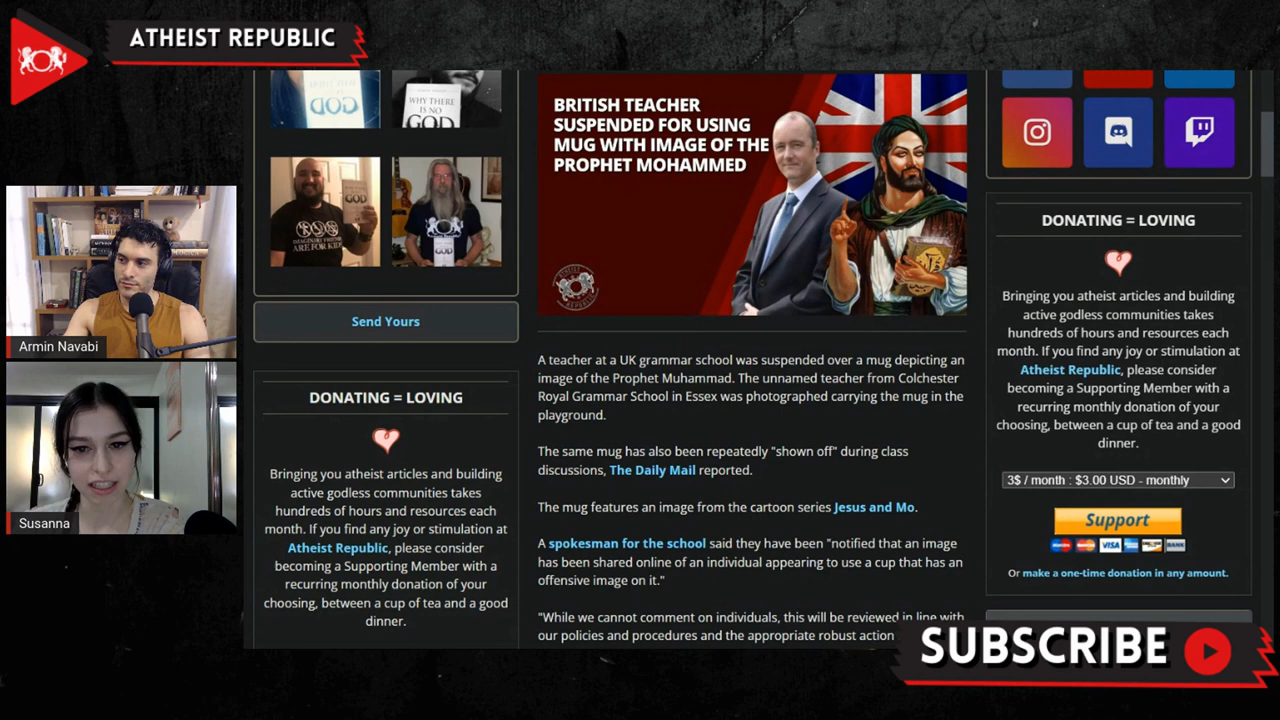 ATHEIST REPUBLIC
GOD
WHY THERE
IS NO
GOD
GOD
GOD
Send Yours
DONATING = LOVING
Bringing you atheist articles and building
active godless communities takes
hundreds of hours and resources each
month. If you find any joy or stimulation at
Atheist Republic, please consider
becoming a Supporting Member with a
recurring monthly donation of your
choosing, between a cup of tea and a good
dinner.
BRITISH TEACHER
SUSPENDED FOR USING
MUG WITH IMAGE OF THE
PROPHET MOHAMMED
A teacher at a UK grammar school was suspended over a mug depicting an
image of the Prophet Muhammad. The unnamed teacher from Colchester
Royal Grammar School in Essex was photographed carrying the mug in the
playground.
The same mug has also been repeatedly "shown off" during class
discussions, The Daily Mail reported.
The mug features an image from the cartoon series Jesus and Mo.
A spokesman for the school said they have been "notified that an image
has been shared online of an individual appearing to use a cup that has an
offensive image on it."
"While we cannot comment on individuals, this will be reviewed in line with
our policies and procedures and the appropriate robust action
DONATING = LOVING
Bringing you atheist articles and building
active godless communities takes
hundreds of hours and resources each
month. If you find any joy or stimulation at
Atheist Republic, please consider
becoming a Supporting Member with a
recurring monthly donation of your
choosing, between a cup of tea and a good
dinner.
3$ / month : $3.00 USD - monthly
Support
VISA
BANK
Or make a one-time donation in any amount.
Armin Navabi
Susanna
SUBSCRIBE